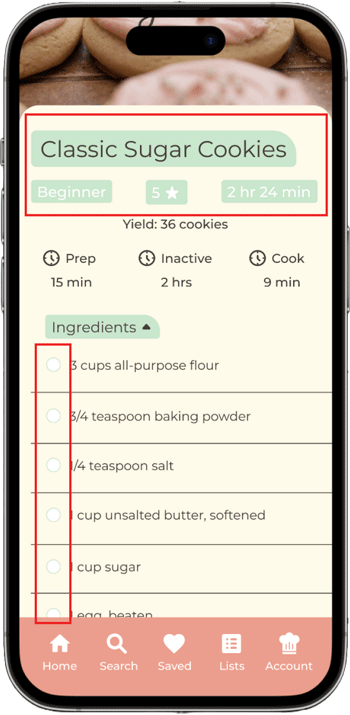 Classic Sugar Cookies
Beginner 5 ★ 2 hr 24 min
Yield: 36 cookies
Prep Inactive Cook
15 min 2 hrs 9 min
Ingredients
3 cups all-purpose flour
3/4 teaspoon baking powder
1/4 teaspoon salt
1 cup unsalted butter, softened
1 cup sugar
1 egg, beaten
Home Search Saved Lists Account